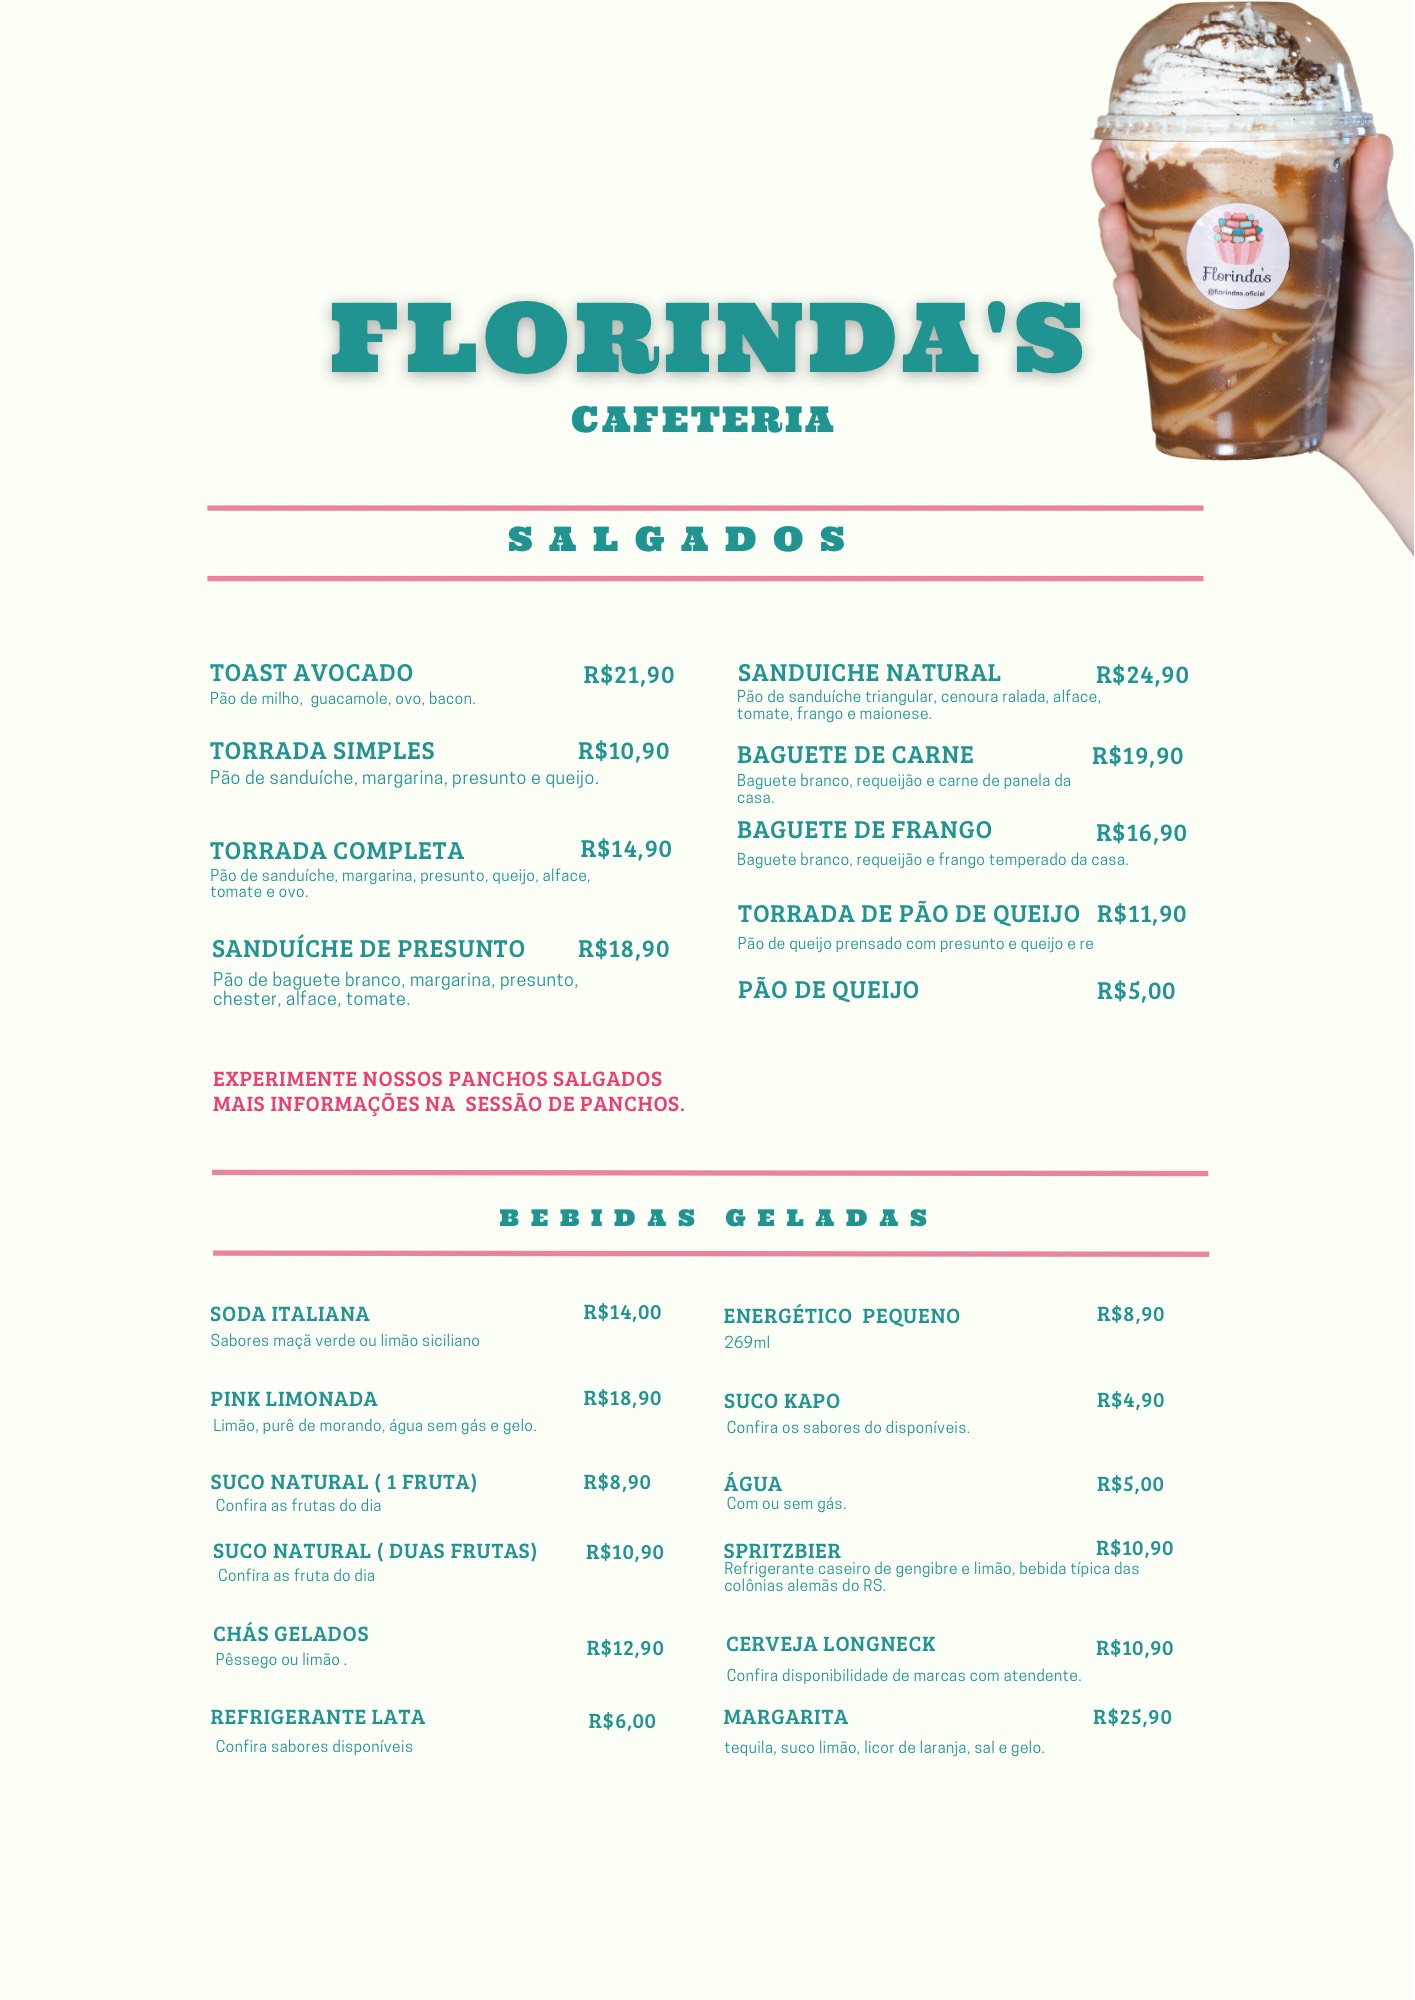 Florinda's
@florindas.oficial
FLORINDA'S
CAFETERIA
SALGADOS
TOAST AVOCADO R$21,90
Pão de milho, guacamole, ovo, bacon.
TORRADA SIMPLES R$10,90
Pão de sanduíche, margarina, presunto e queijo.
TORRADA COMPLETA R$14,90
Pão de sanduíche, margarina, presunto, queijo, alface,
tomate e ovo.
SANDUÍCHE DE PRESUNTO R$18,90
Pão de baguete branco, margarina, presunto,
chester, alface, tomate.
SANDUICHE NATURAL R$24,90
Pão de sanduíche triangular, cenoura ralada, alface,
tomate, frango e maionese.
BAGUETE DE CARNE R$19,90
Baguete branco, requeijão e carne de panela da
casa.
BAGUETE DE FRANGO R$16,90
Baguete branco, requeijão e frango temperado da casa.
TORRADA DE PÃO DE QUEIJO R$11,90
Pão de queijo prensado com presunto e queijo e re
PÃO DE QUEIJO R$5,00
EXPERIMENTE NOSSOS PANCHOS SALGADOS
MAIS INFORMAÇÕES NA SESSÃO DE PANCHOS.
BEBIDAS GELADAS
SODA ITALIANA R$14,00
Sabores maçã verde ou limão siciliano
PINK LIMONADA R$18,90
Limão, purê de morando, água sem gás e gelo.
SUCO NATURAL ( 1 FRUTA) R$8,90
Confira as frutas do dia
SUCO NATURAL ( DUAS FRUTAS) R$10,90
Confira as fruta do dia
CHÁS GELADOS R$12,90
Pêssego ou limão .
REFRIGERANTE LATA R$6,00
Confira sabores disponíveis
ENERGÉTICO PEQUENO R$8,90
269ml
SUCO KAPO R$4,90
Confira os sabores do disponíveis.
ÁGUA R$5,00
Com ou sem gás.
SPRITZBIER R$10,90
Refrigerante caseiro de gengibre e limão, bebida típica das
colônias alemãs do RS.
CERVEJA LONGNECK R$10,90
Confira disponibilidade de marcas com atendente.
MARGARITA R$25,90
tequila, suco limão, licor de laranja, sal e gelo.